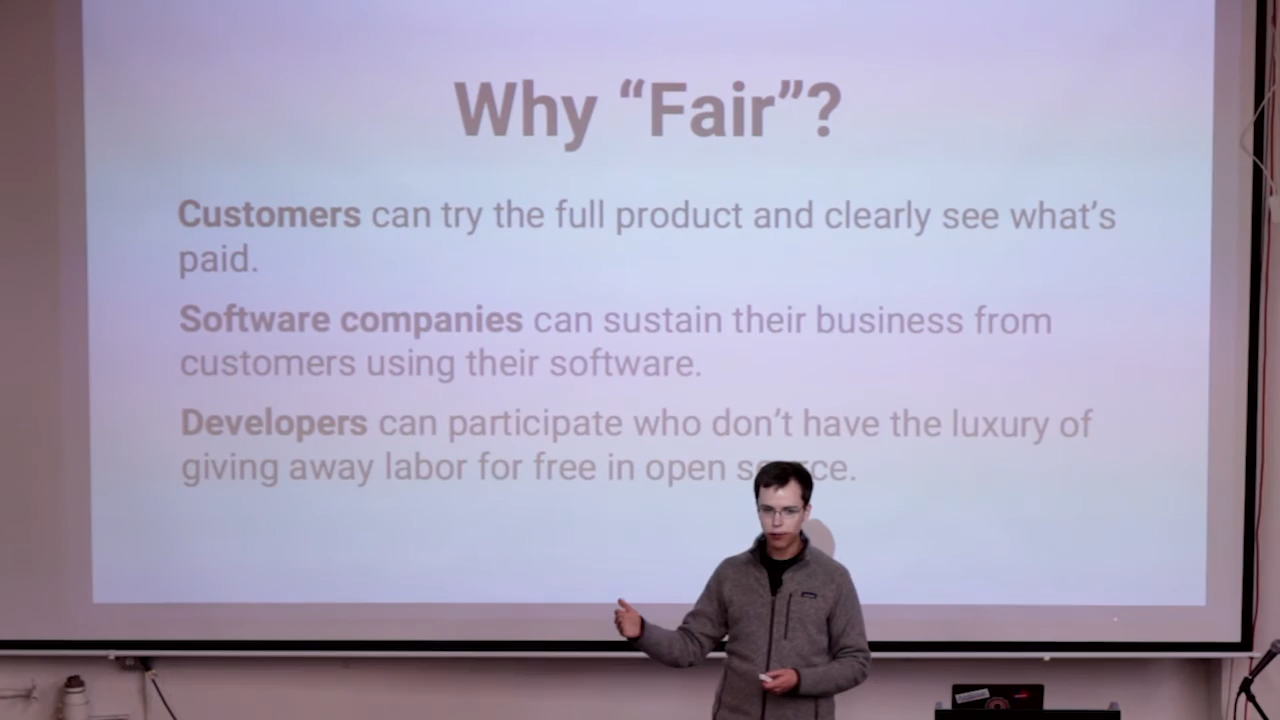 Why “Fair”?
Customers can try the full product and clearly see what’s
paid.
Software companies can sustain their business from
customers using their software.
Developers can participate who don’t have the luxury of
giving away labor for free in open source.